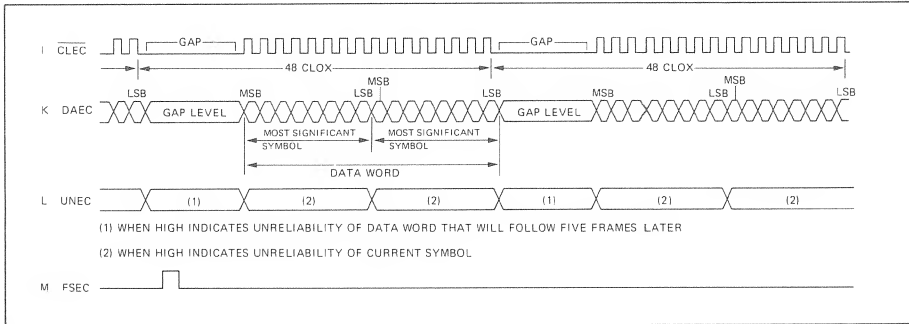 I C̅L̅E̅C̅ GAP GAP
48 CLOX 48 CLOX
LSB MSB LSB MSB LSB MSB LSB MSB LSB
K DAEC GAP LEVEL GAP LEVEL
MOST SIGNIFICANT SYMBOL MOST SIGNIFICANT SYMBOL
DATA WORD
L UNEC (1) (2) (2) (1) (2) (2)
(1) WHEN HIGH INDICATES UNRELIABILITY OF DATA WORD THAT WILL FOLLOW FIVE FRAMES LATER
(2) WHEN HIGH INDICATES UNRELIABILITY OF CURRENT SYMBOL
M FSEC